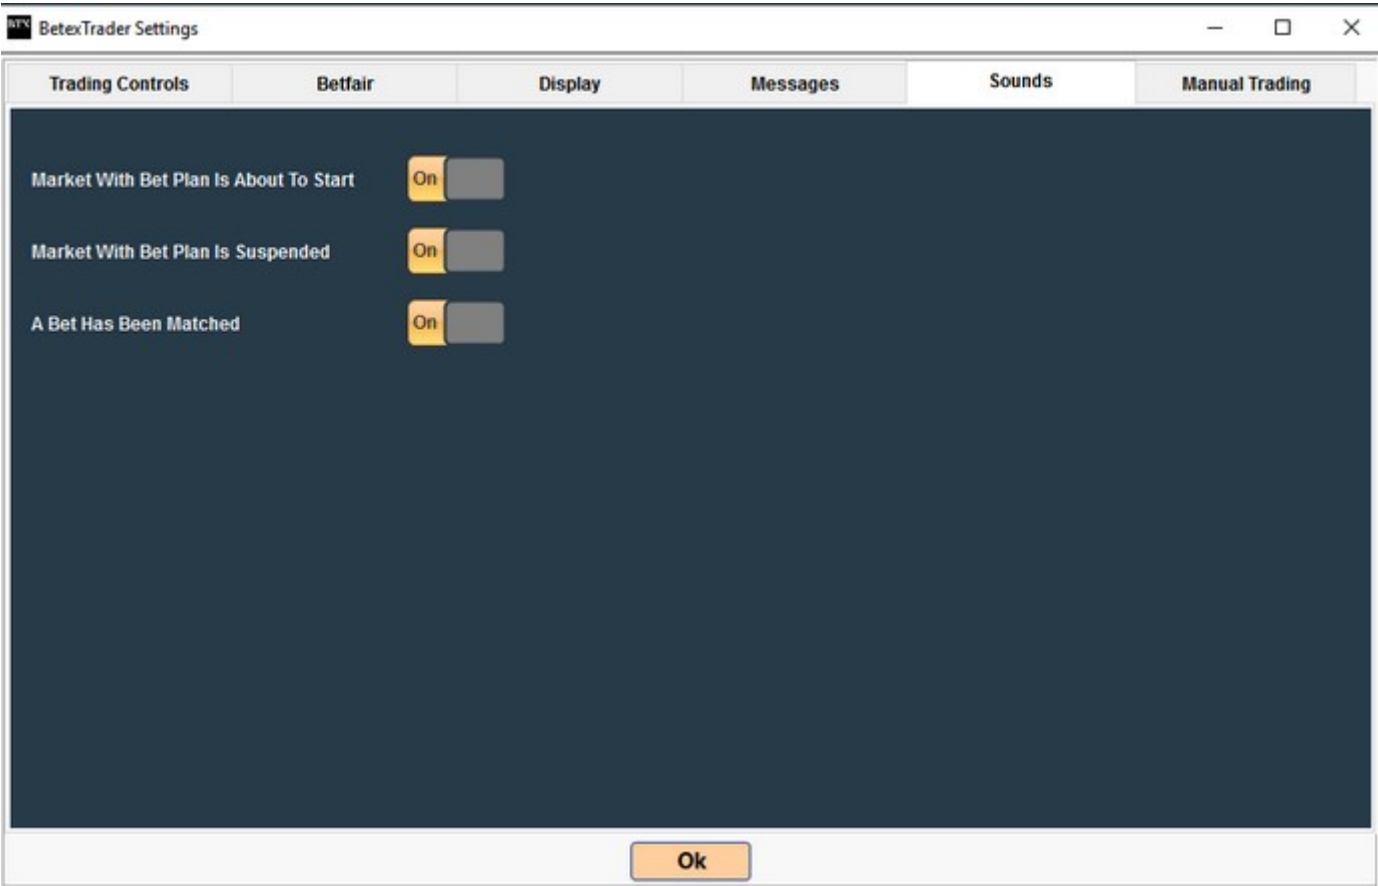 BTX BetexTrader Settings
Trading Controls Betfair Display Messages Sounds Manual Trading
Market With Bet Plan Is About To Start On
Market With Bet Plan Is Suspended On
A Bet Has Been Matched On
Ok